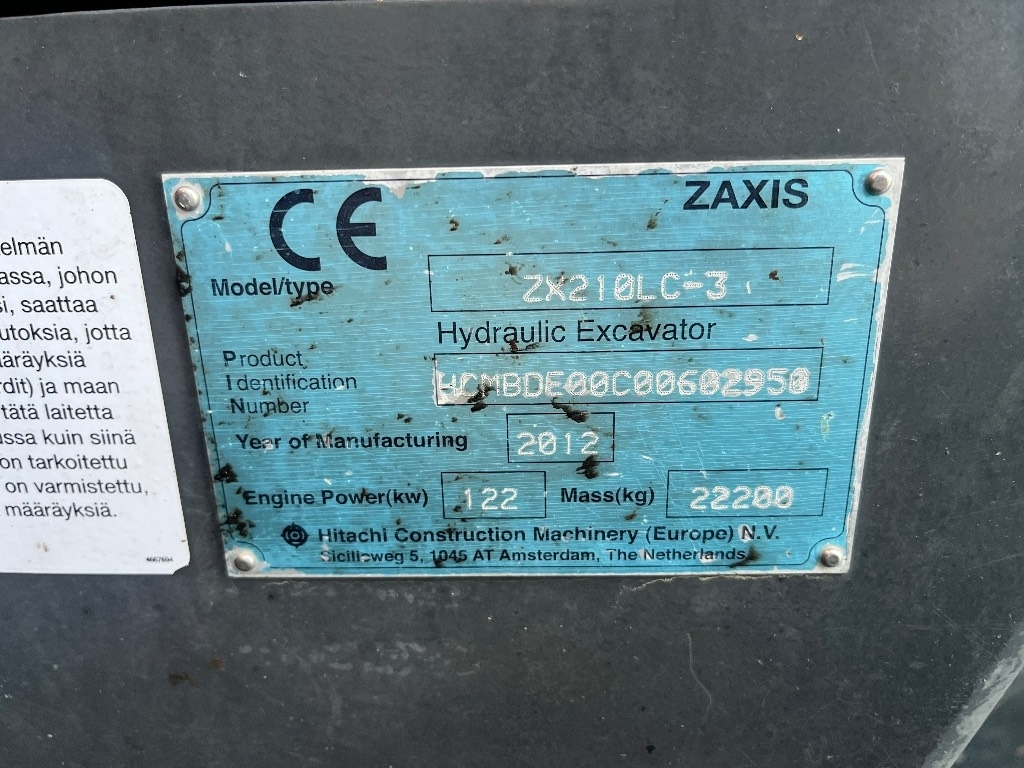 elmän
assa, johon
si, saattaa
utoksia, jotta
määräyksiä
rdit) ja maan
tätä laitetta
ussa kuin siinä
on tarkoitettu
on varmistettu,
määräyksiä.
4667694
CE
ZAXIS
Model/type ZX210LC-3
Hydraulic Excavator
Product
Identification HCMBDE00C00602950
Number
Year of Manufacturing 2012
Engine Power(kw) 122 Mass(kg) 22200
Hitachi Construction Machinery (Europe) N.V.
Siciliëweg 5, 1045 AT Amsterdam, The Netherlands